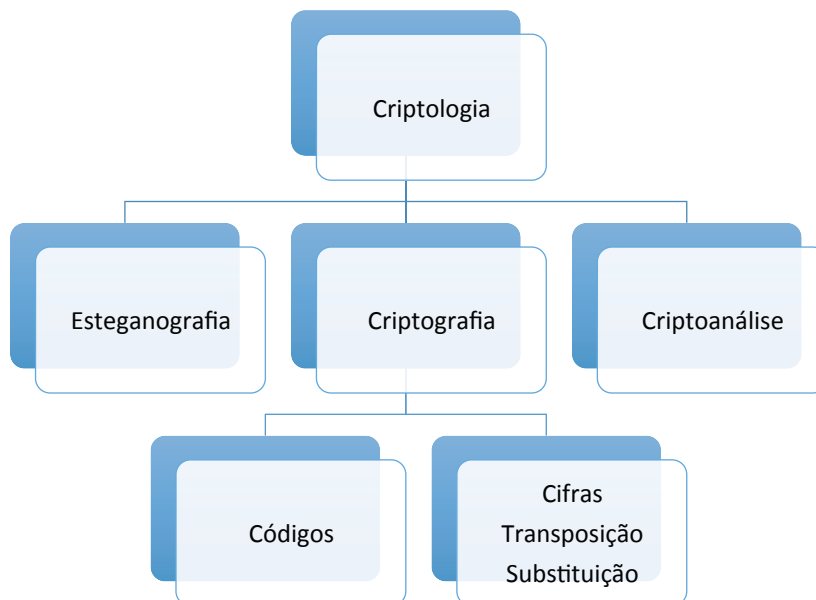 Criptologia
Esteganografia
Criptografia
Criptoanálise
Códigos
Cifras
Transposição
Substituição